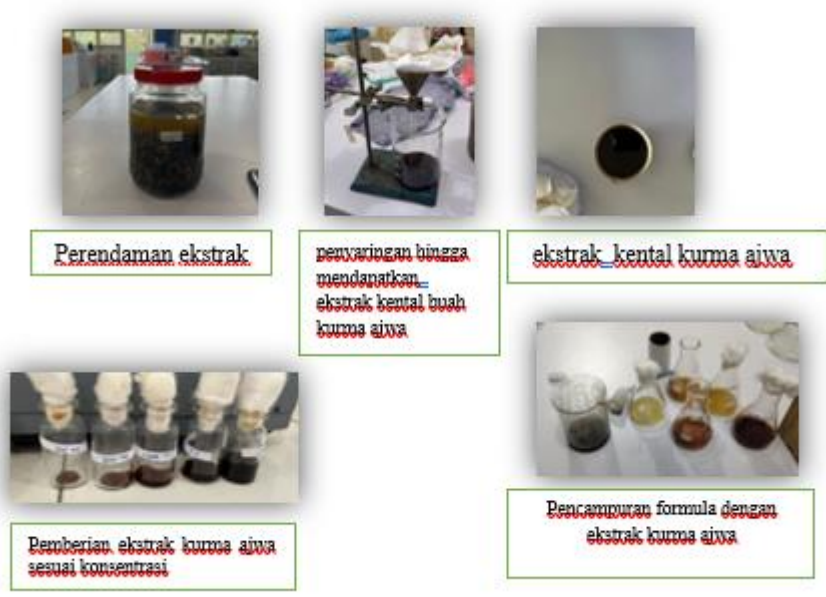 Perendaman ekstrak
penyaringan hingga
mendapatkan
ekstrak kental buah
kurma ajwa
ekstrak kental kurma ajwa
Pemberian ekstrak kurma ajwa
sesuai konsentrasi
Pencampuran formula dengan
ekstrak kurma ajwa